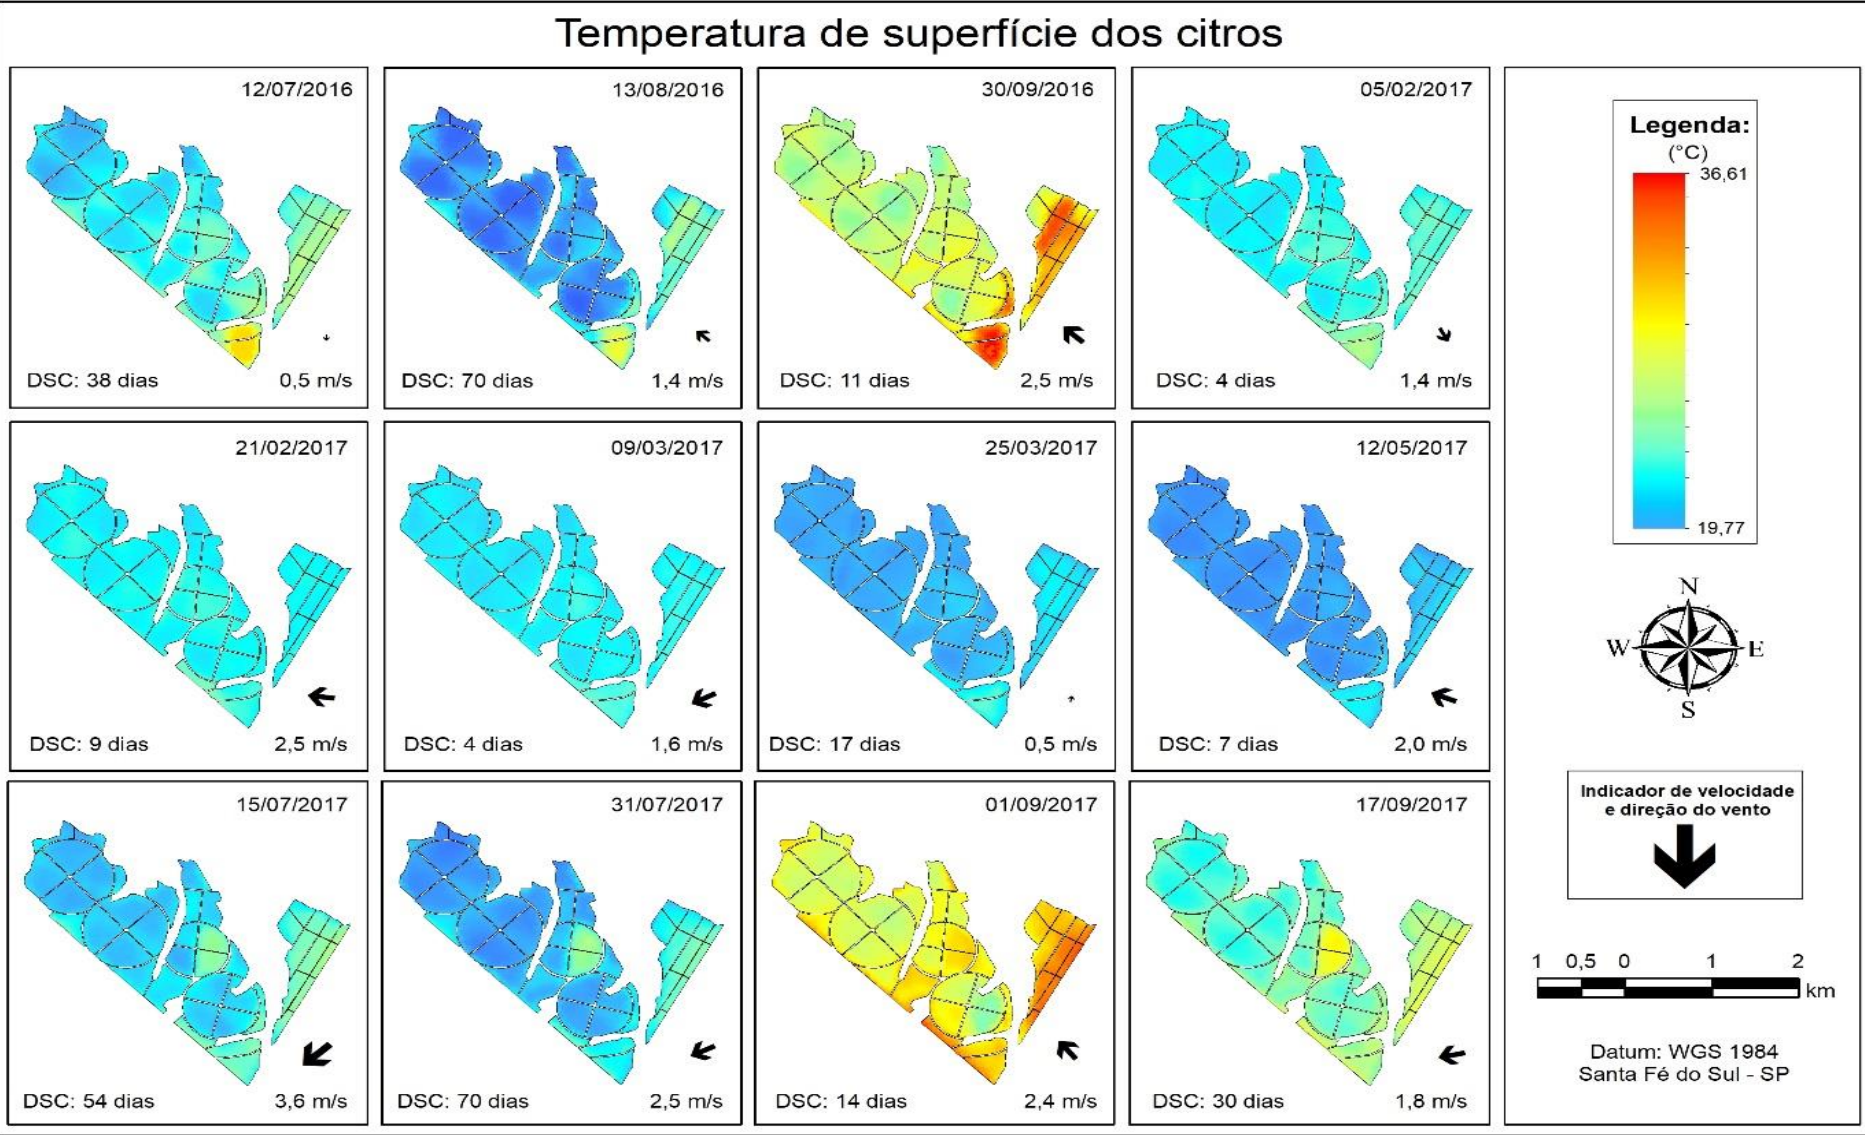 Temperatura de superfície dos citros
12/07/2016
DSC: 38 dias 0,5 m/s
13/08/2016
DSC: 70 dias 1,4 m/s
30/09/2016
DSC: 11 dias 2,5 m/s
05/02/2017
DSC: 4 dias 1,4 m/s
21/02/2017
DSC: 9 dias 2,5 m/s
09/03/2017
DSC: 4 dias 1,6 m/s
25/03/2017
DSC: 17 dias 0,5 m/s
12/05/2017
DSC: 7 dias 2,0 m/s
15/07/2017
DSC: 54 dias 3,6 m/s
31/07/2017
DSC: 70 dias 2,5 m/s
01/09/2017
DSC: 14 dias 2,4 m/s
17/09/2017
DSC: 30 dias 1,8 m/s
Legenda:
(°C)
36,61
19,77
N
W E
S
Indicador de velocidade
e direção do vento
1 0,5 0 1 2
km
Datum: WGS 1984
Santa Fé do Sul - SP